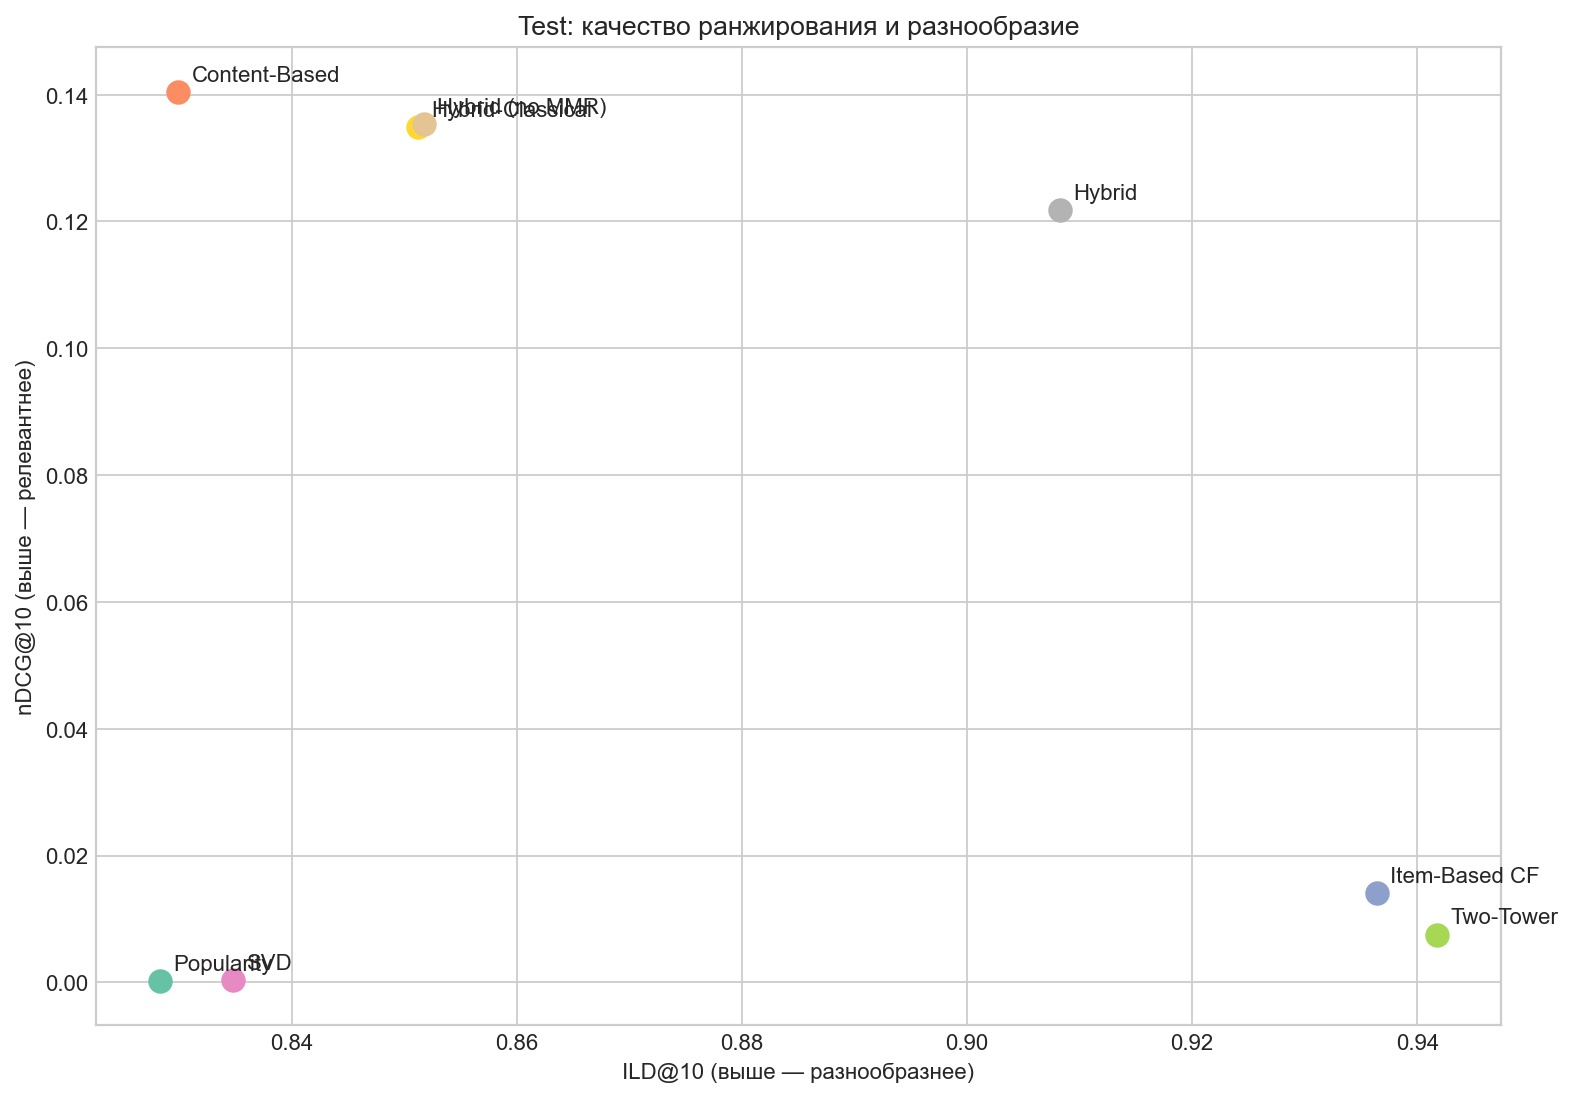 Test: качество ранжирования и разнообразие
nDCG@10 (выше — релевантнее)
0.14
0.12
0.10
0.08
0.06
0.04
0.02
0.00
Content-Based
Hybrid (no MMR)
Hybrid-Classical
Hybrid
Item-Based CF
Two-Tower
Popularity
SVD
0.84
0.86
0.88
0.90
0.92
0.94
ILD@10 (выше — разнообразнее)